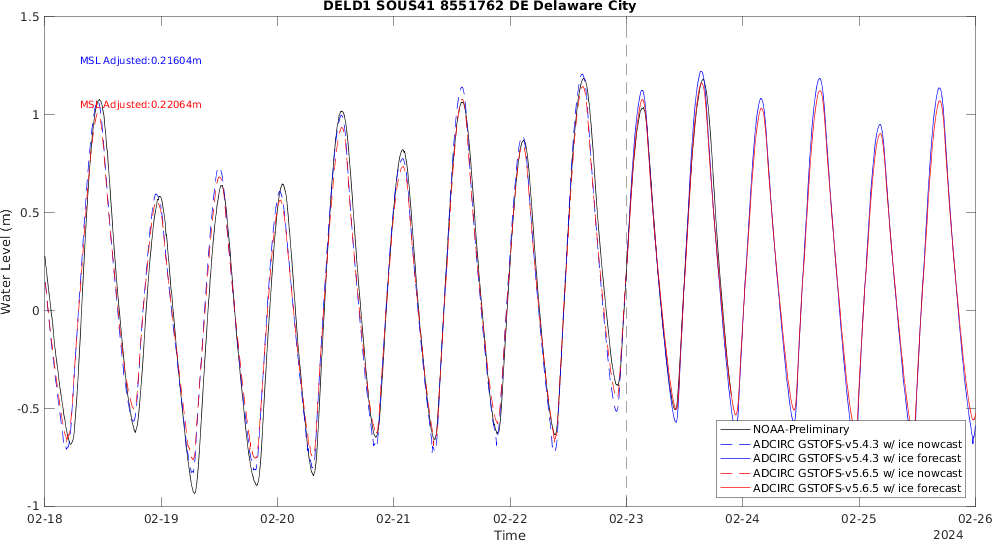 DELD1 SOUS41 8551762 DE Delaware City
1.5
MSL Adjusted:0.21604m
MSL Adjusted:0.22064m
1
0.5
0
-0.5
-1
Water Level (m)
NOAA-Preliminary
ADCIRC GSTOFS-v5.4.3 w/ ice nowcast
ADCIRC GSTOFS-v5.4.3 w/ ice forecast
ADCIRC GSTOFS-v5.6.5 w/ ice nowcast
ADCIRC GSTOFS-v5.6.5 w/ ice forecast
02-18 02-19 02-20 02-21 02-22 02-23 02-24 02-25 02-26
Time
2024